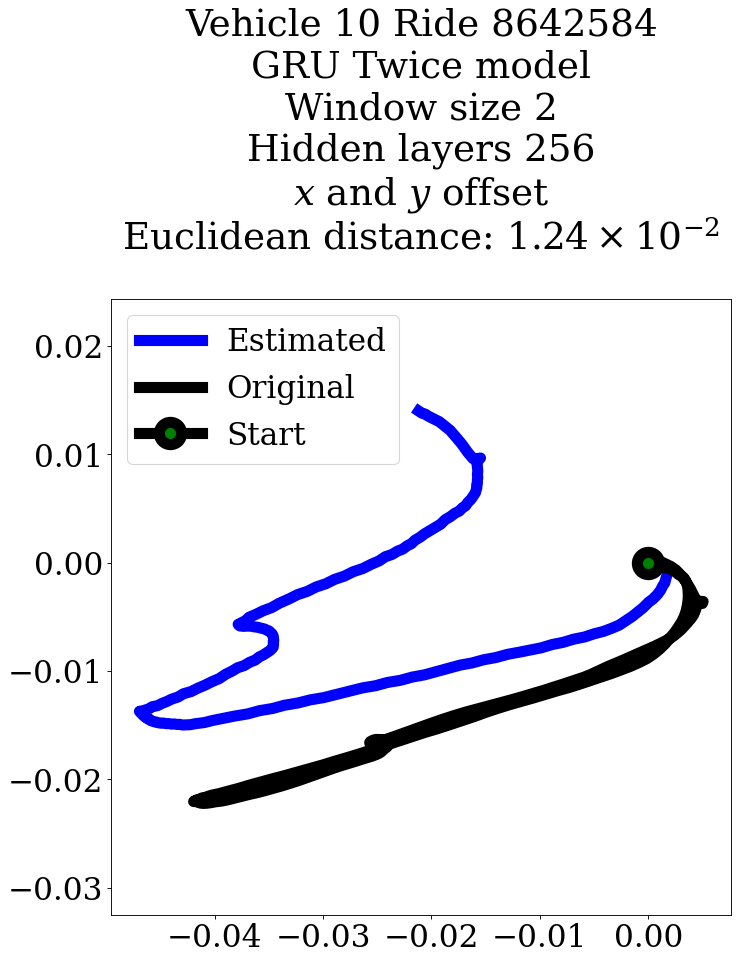 Vehicle 10 Ride 8642584
GRU Twice model
Window size 2
Hidden layers 256
x and y offset
Euclidean distance: 1.24 × 10⁻²
Estimated
Original
Start
0.02
0.01
0.00
−0.01
−0.02
−0.03
−0.04 −0.03 −0.02 −0.01 0.00